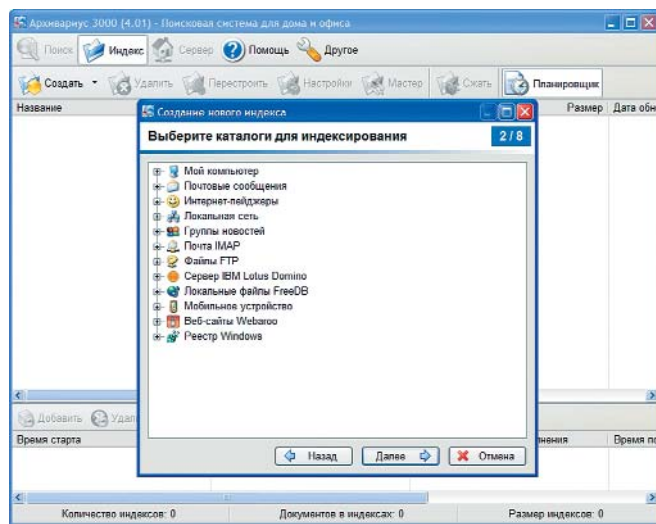 Архивариус 3000 (4.01) - Поисковая система для дома и офиса
Поиск Индекс Сервер Помощь Другое
Создать Удалить Перестроить Настройки Мастер Сжать Планировщик
Название Размер Дата обн
Создание нового индекса
Выберите каталоги для индексирования 2 / 8
Мой компьютер
Почтовые сообщения
Интернет-пейджеры
Локальная сеть
Группы новостей
Почта IMAP
Файлы FTP
Сервер IBM Lotus Domino
Локальные файлы FreeDB
Мобильное устройство
Веб-сайты Webaroo
Реестр Windows
Добавить Удал
Время старта нения Время по
Назад Далее Отмена
Количество индексов: 0 Документов в индексах: 0 Размер индексов: 0